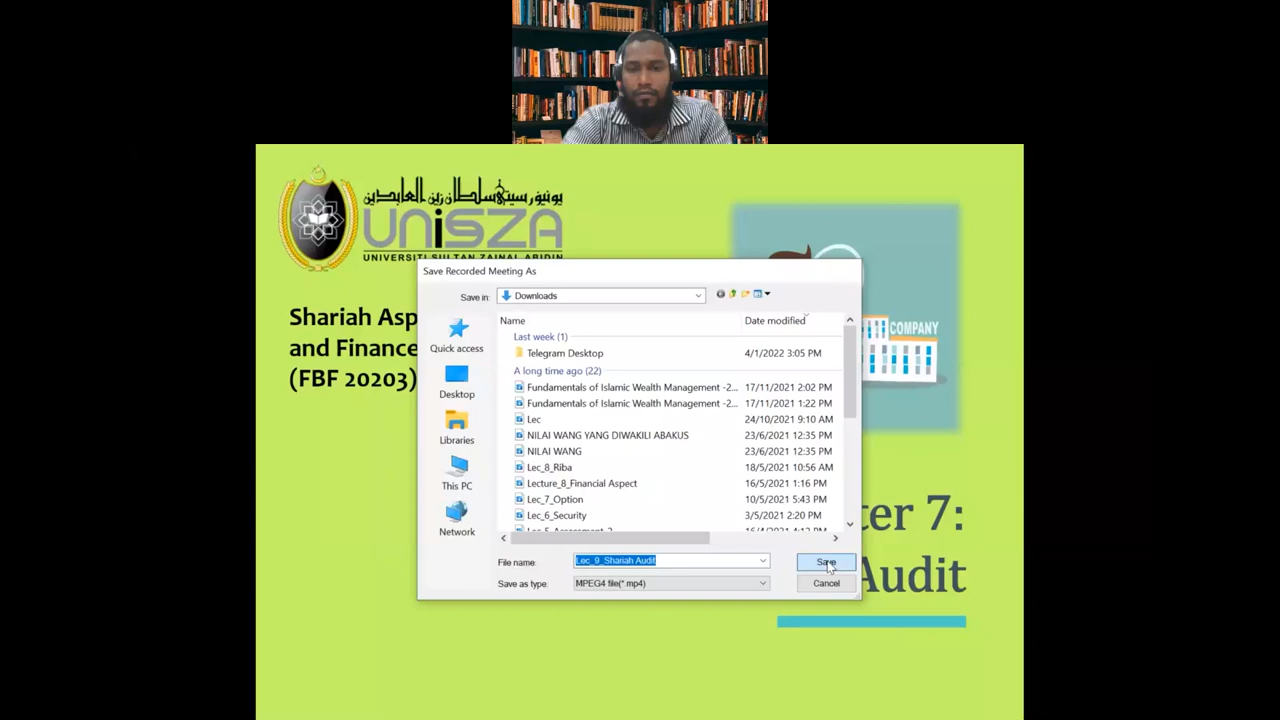 يونيۏرسيتي سلطان زين العابدين
UNiSZA
UNIVERSITI SULTAN ZAINAL ABIDIN
Shariah Asp
and Finance
(FBF 20203)
COMPANY
ter 7:
Audit
Save Recorded Meeting As
Save in:
Downloads
Quick access
Desktop
Libraries
This PC
Network
Name Date modified
Last week (1)
Telegram Desktop 4/1/2022 3:05 PM
A long time ago (22)
Fundamentals of Islamic Wealth Management -2... 17/11/2021 2:02 PM
Fundamentals of Islamic Wealth Management -2... 17/11/2021 1:22 PM
Lec 24/10/2021 9:10 AM
NILAI WANG YANG DIWAKILI ABAKUS 23/6/2021 12:35 PM
NILAI WANG 23/6/2021 12:35 PM
Lec_8_Riba 18/5/2021 10:56 AM
Lecture_8_Financial Aspect 16/5/2021 1:16 PM
Lec_7_Option 10/5/2021 5:43 PM
Lec_6_Security 3/5/2021 2:20 PM
File name: Lec_9_Shariah Audit Save
Save as type: MPEG4 file(*.mp4) Cancel